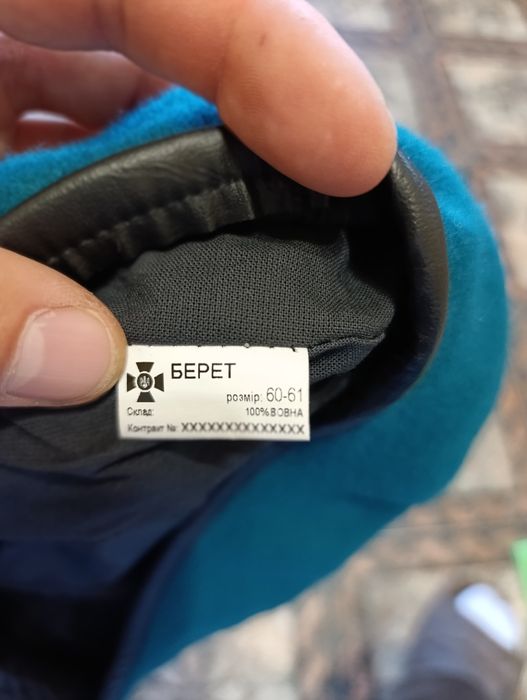 БЕРЕТ
розмір: 60-61
Склад: 100%ВОВНА
Контракт №: XXXXXXXXXXXXXXX